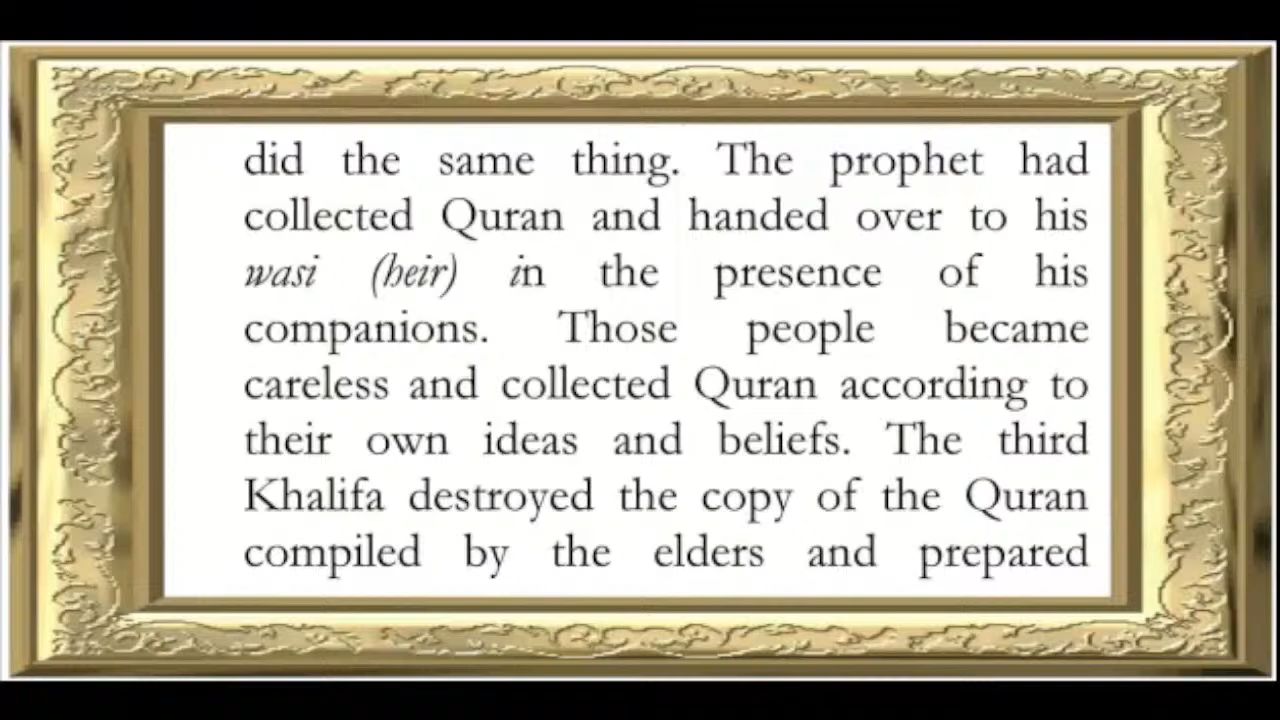 did the same thing. The prophet had
collected Quran and handed over to his
wasi (heir) in the presence of his
companions. Those people became
careless and collected Quran according to
their own ideas and beliefs. The third
Khalifa destroyed the copy of the Quran
compiled by the elders and prepared